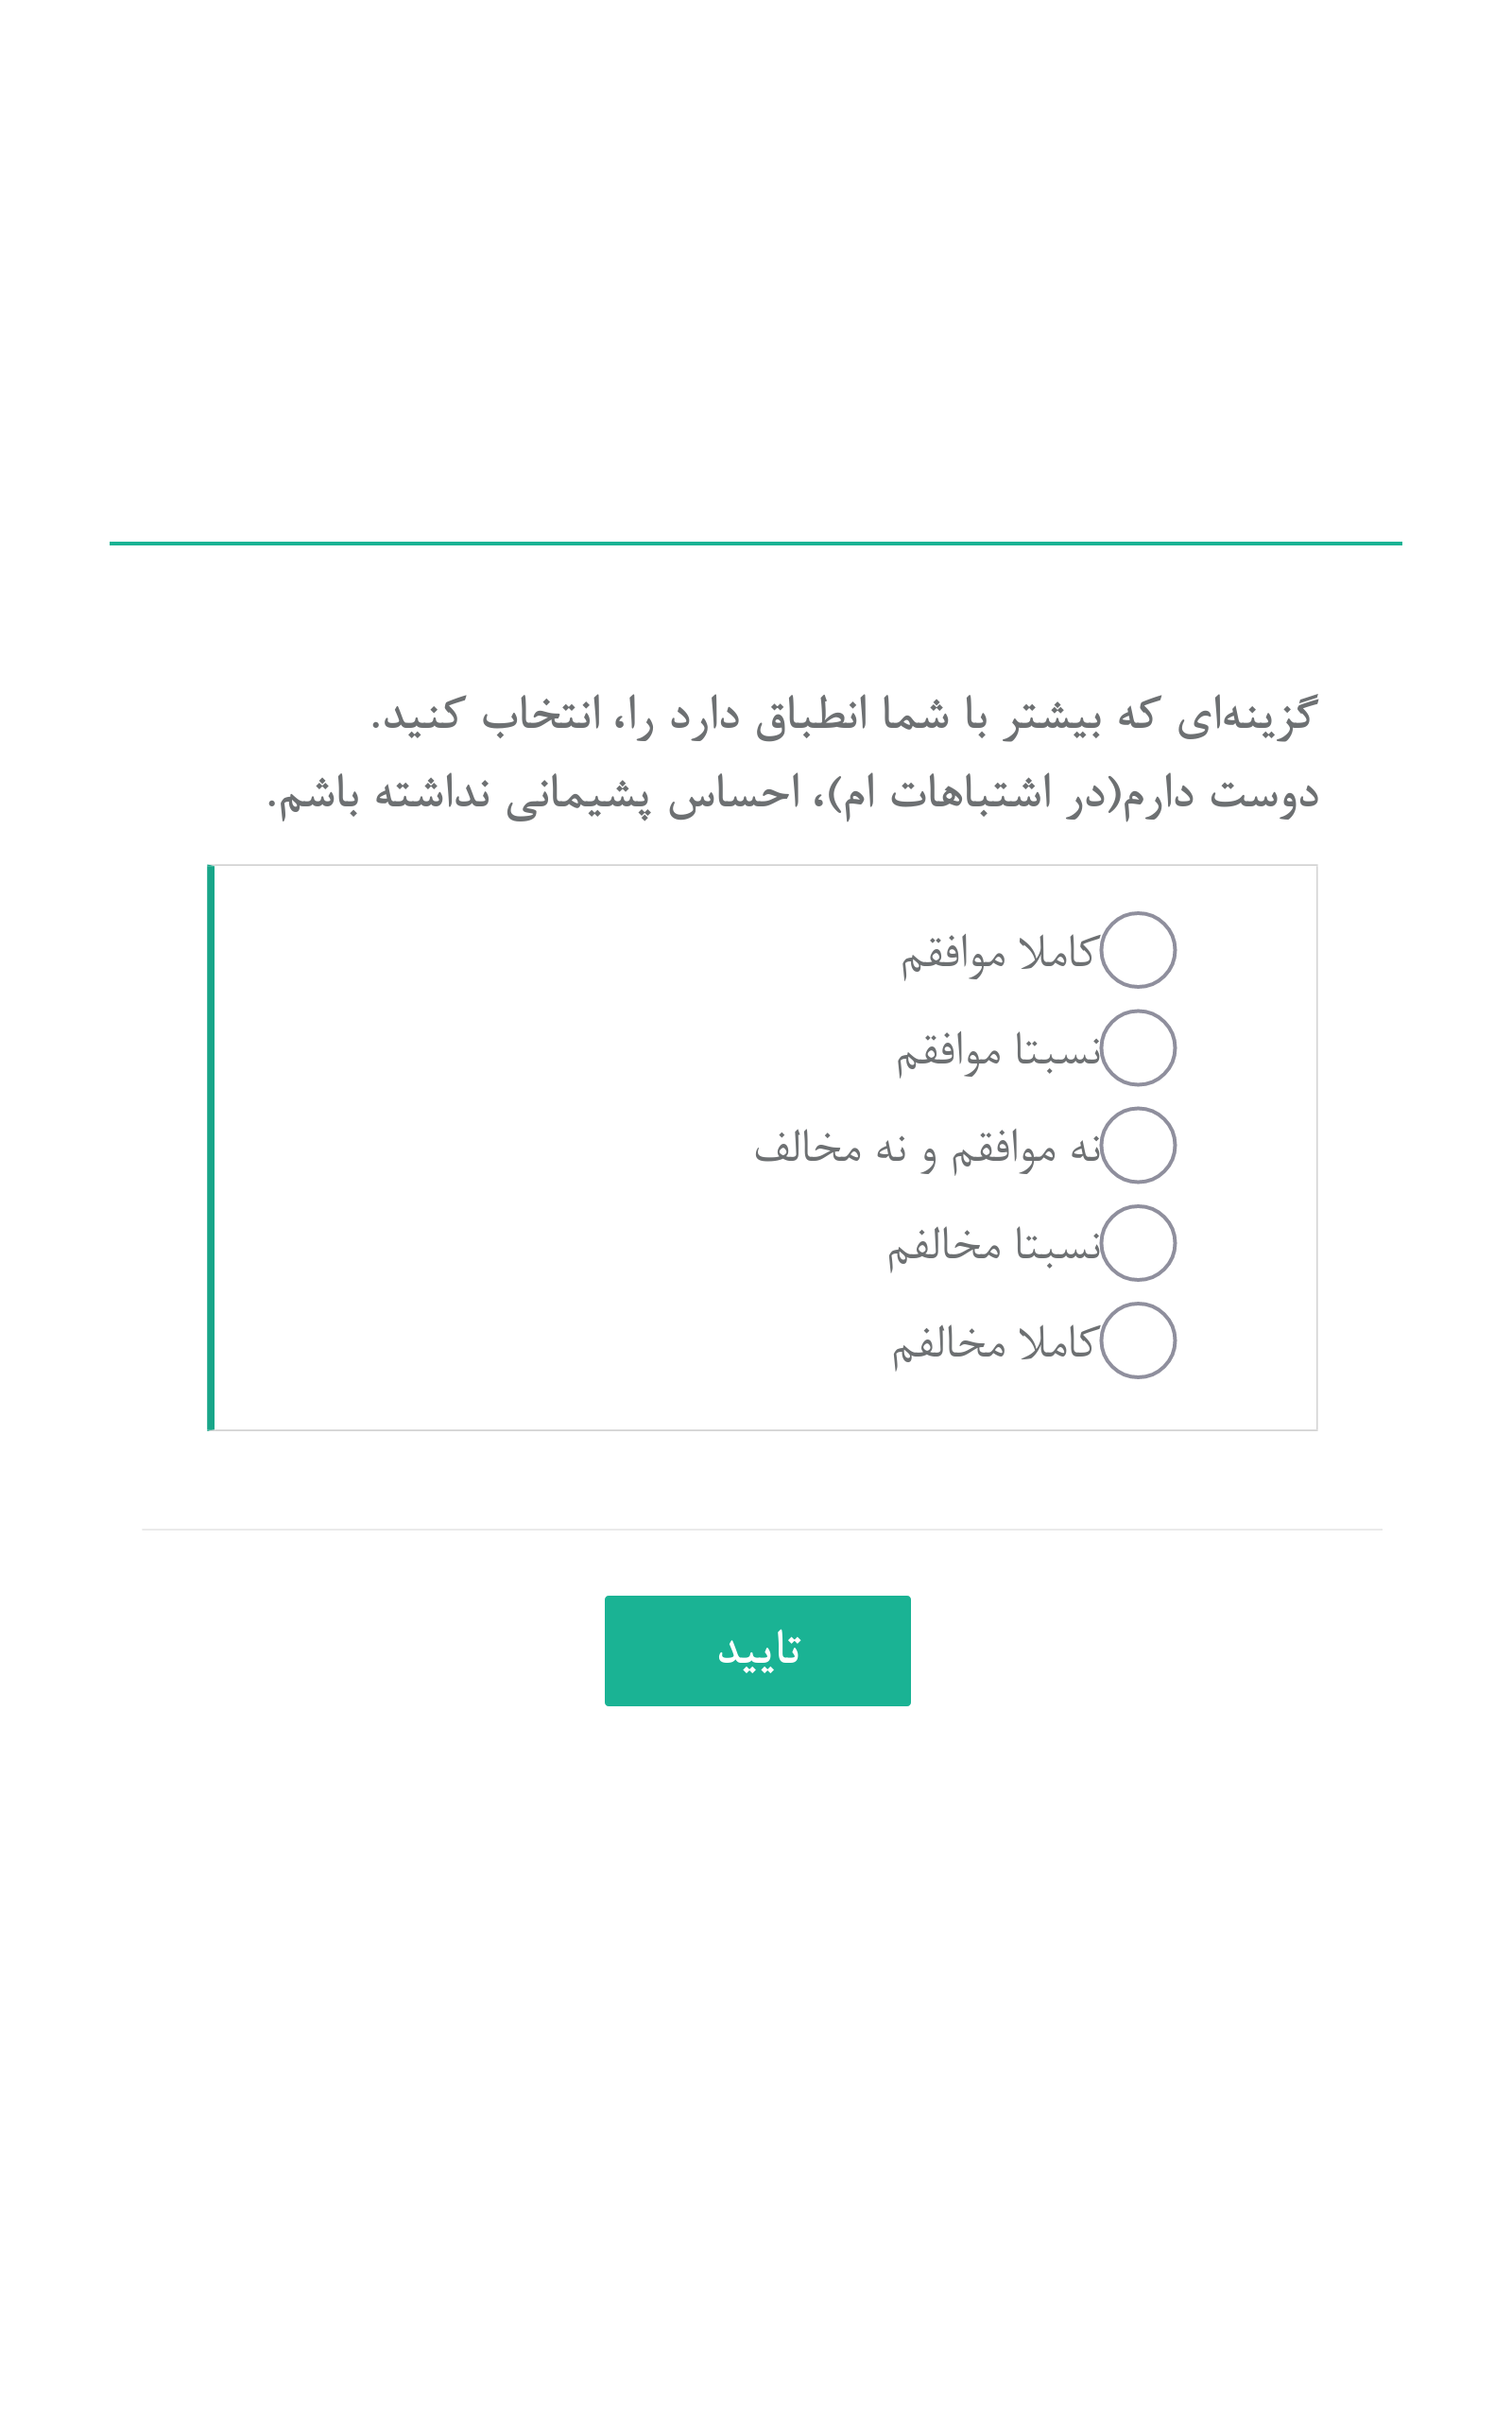 گزینه‌ای که بیشتر با شما انطباق دارد را، انتخاب کنید.
دوست دارم(در اشتباهات ام)، احساس پشیمانی نداشته باشم.
کاملا موافقم
نسبتا موافقم
نه موافقم و نه مخالف
نسبتا مخالفم
کاملا مخالفم
تایید